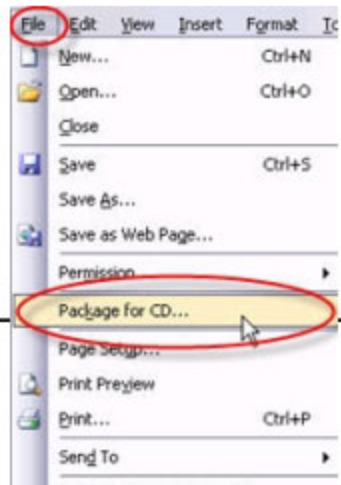 File Edit View Insert Format
New... Ctrl+N
Open... Ctrl+O
Close
Save Ctrl+S
Save As...
Save as Web Page...
Permission
Package for CD...
Page Setup...
Print Preview
Print... Ctrl+P
Send To